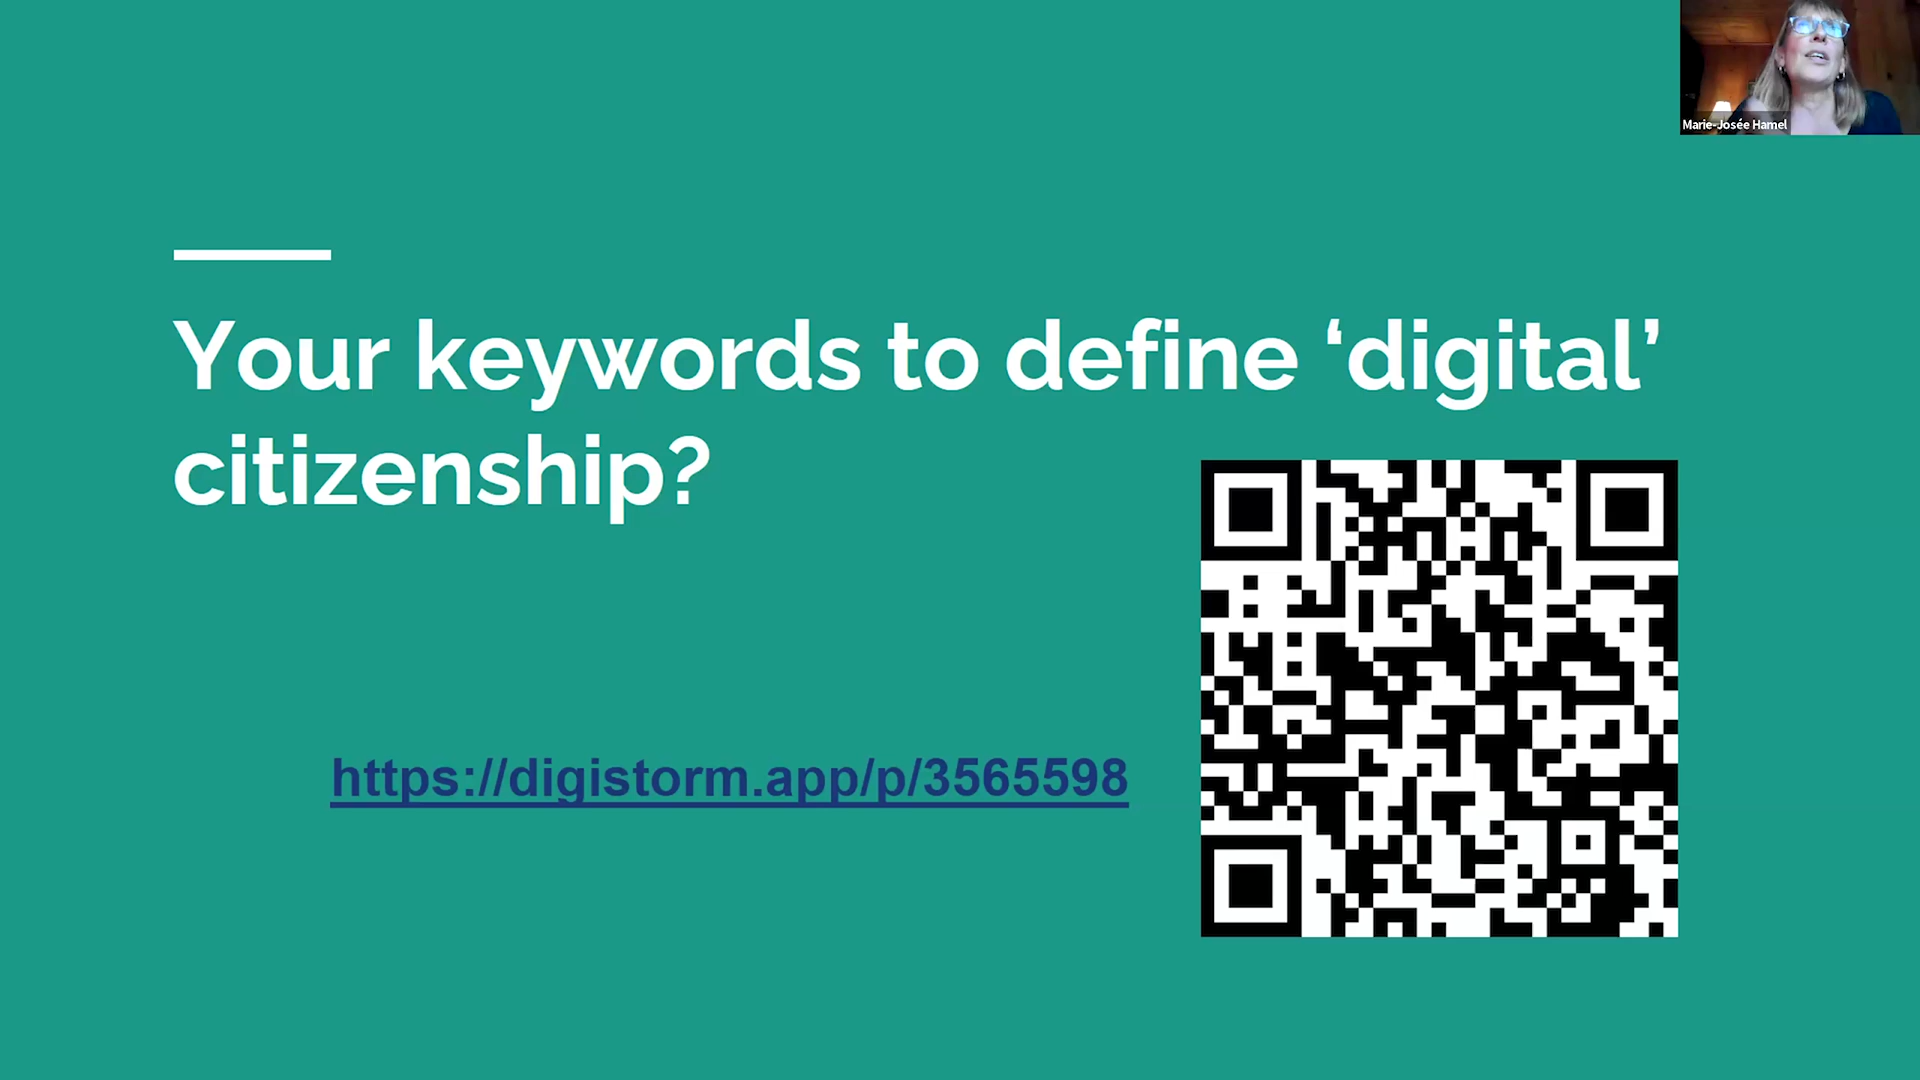 Marie-Josée Hamel
Your keywords to define ‘digital’
citizenship?
https://digistorm.app/p/3565598